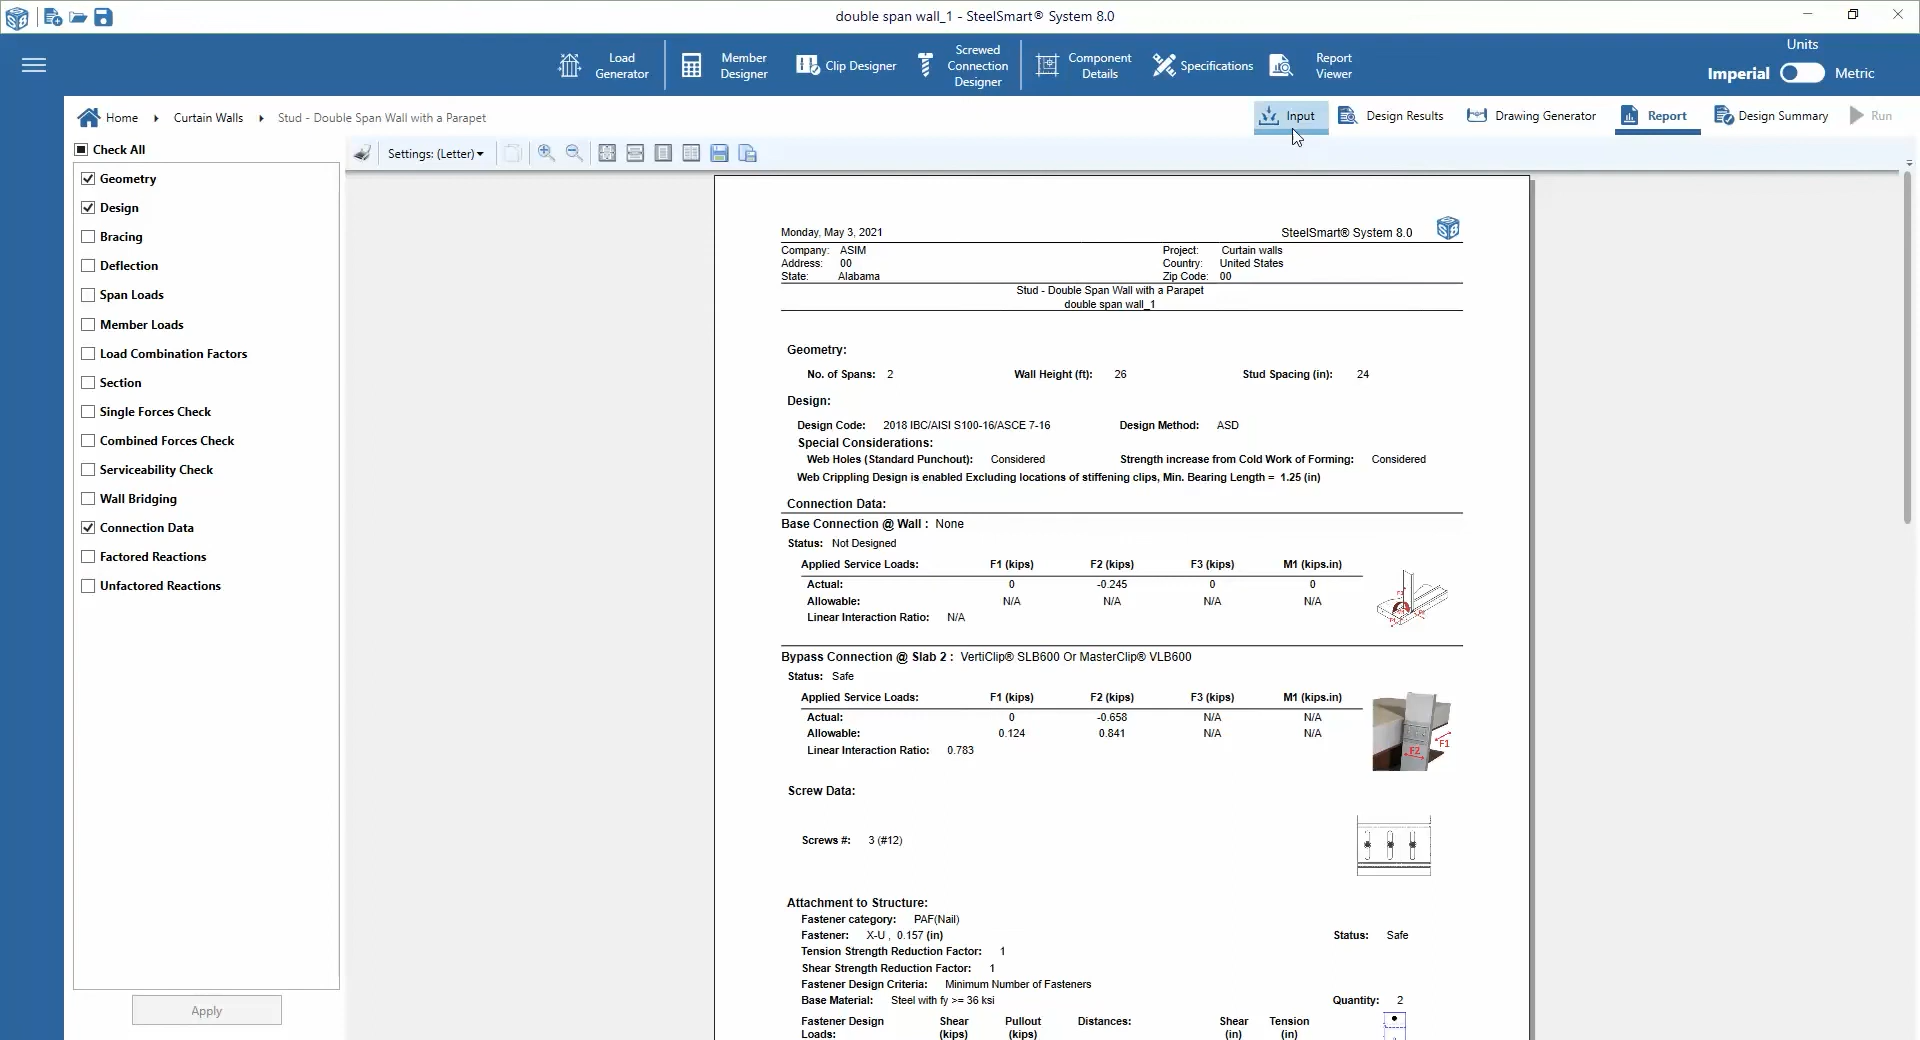 double span wall_1 - SteelSmart® System 8.0
Load Generator
Member Designer
Clip Designer
Screwed Connection Designer
Component Details
Specifications
Report Viewer
Units
Imperial Metric
Home Curtain Walls Stud - Double Span Wall with a Parapet
Input Design Results Drawing Generator Report Design Summary Run
Settings: (Letter)
Check All
Geometry
Design
Bracing
Deflection
Span Loads
Member Loads
Load Combination Factors
Section
Single Forces Check
Combined Forces Check
Serviceability Check
Wall Bridging
Connection Data
Factored Reactions
Unfactored Reactions
Apply
Monday, May 3, 2021 SteelSmart® System 8.0
Company: ASIM Project: Curtain walls
Address: 00 Country: United States
State: Alabama Zip Code: 00
Stud - Double Span Wall with a Parapet
double span wall_1
Geometry:
No. of Spans: 2 Wall Height (ft): 26 Stud Spacing (in): 24
Design:
Design Code: 2018 IBC/AISI S100-16/ASCE 7-16 Design Method: ASD
Special Considerations:
Web Holes (Standard Punchout): Considered Strength increase from Cold Work of Forming: Considered
Web Crippling Design is enabled Excluding locations of stiffening clips, Min. Bearing Length = 1.25 (in)
Connection Data:
Base Connection @ Wall : None
Status: Not Designed
Applied Service Loads: F1 (kips) F2 (kips) F3 (kips) M1 (kips.in)
Actual: 0 -0.245 0 0
Allowable: N/A N/A N/A N/A
Linear Interaction Ratio: N/A
Bypass Connection @ Slab 2 : VertiClip® SLB600 Or MasterClip® VLB600
Status: Safe
Applied Service Loads: F1 (kips) F2 (kips) F3 (kips) M1 (kips.in)
Actual: 0 -0.658 N/A N/A
Allowable: 0.124 0.841 N/A N/A
Linear Interaction Ratio: 0.783
F1
F2
Screw Data:
Screws #: 3 (#12)
Attachment to Structure:
Fastener category: PAF(Nail)
Fastener: X-U , 0.157 (in) Status: Safe
Tension Strength Reduction Factor: 1
Shear Strength Reduction Factor: 1
Fastener Design Criteria: Minimum Number of Fasteners
Base Material: Steel with fy >= 36 ksi Quantity: 2
Fastener Design Shear Pullout Distances: Shear Tension
Loads: (kips) (kips) (in) (in)